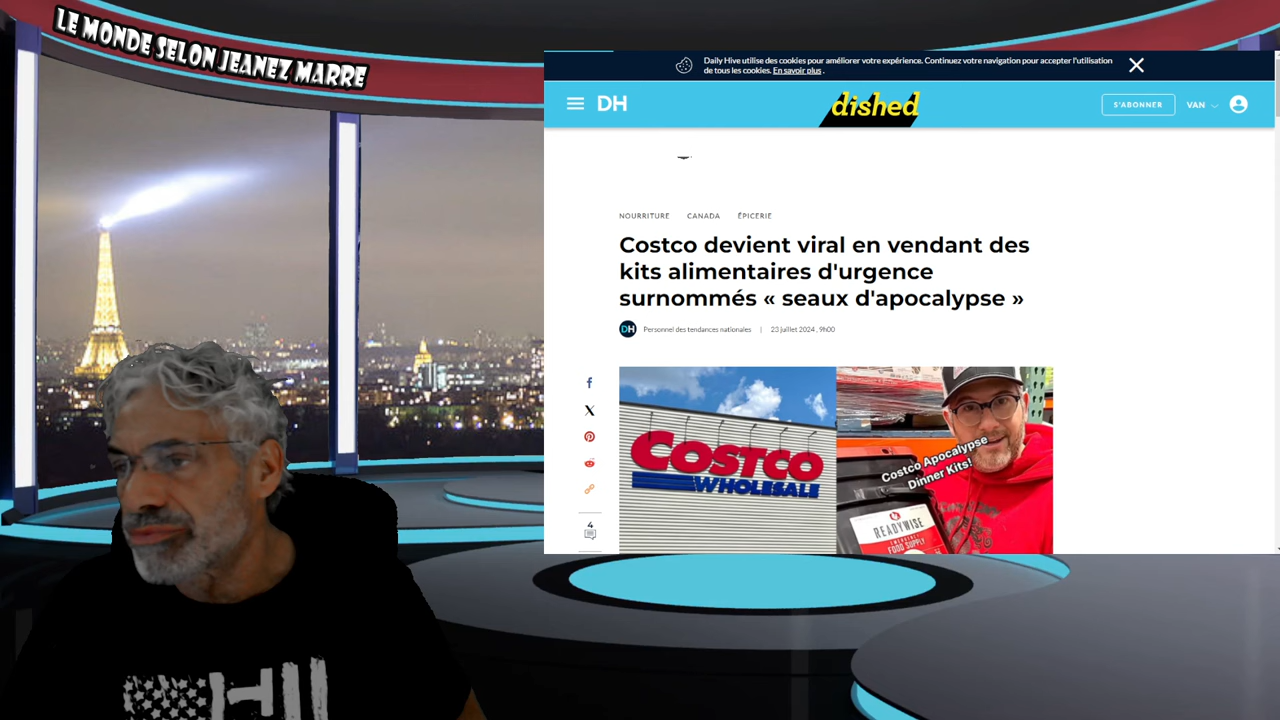 LE MONDE SELON JEANEZ MARRE
Daily Hive utilise des cookies pour améliorer votre expérience. Continuez votre navigation pour accepter l'utilisation
de tous les cookies. En savoir plus .
DH
dished
S'ABONNER
VAN
NOURRITURE CANADA ÉPICERIE
Costco devient viral en vendant des
kits alimentaires d'urgence
surnommés « seaux d'apocalypse »
DH Personnel des tendances nationales | 23 juillet 2024 , 9h00
4
COSTCO
WHOLESALE
Costco Apocalypse
Dinner Kits!
READYWISE
EMERGENCY
FOOD SUPPLY